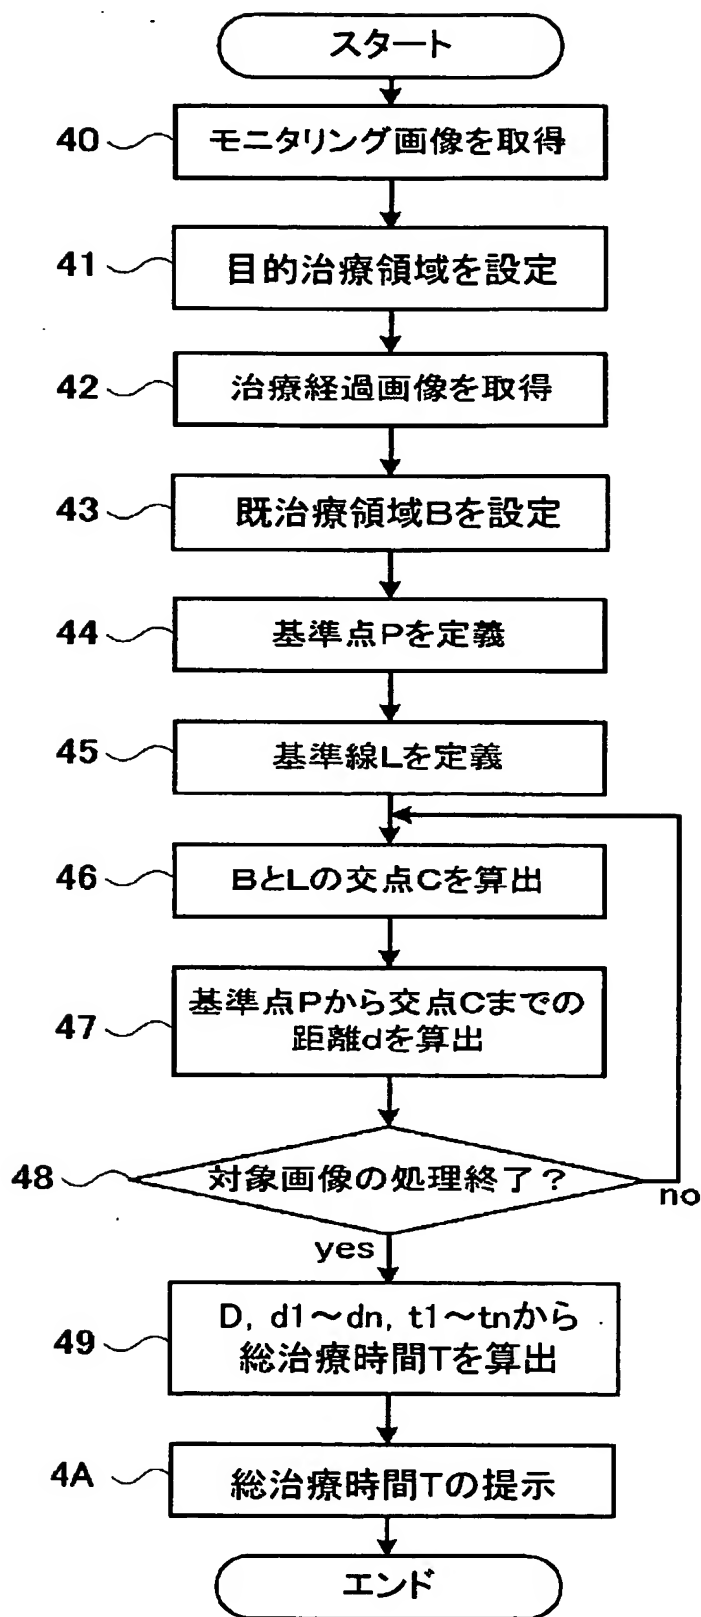 スタート
40
モニタリング画像を取得
41
目的治療領域を設定
42
治療経過画像を取得
43
既治療領域Bを設定
44
基準点Pを定義
45
基準線Lを定義
46
BとLの交点Cを算出
47
基準点Pから交点Cまでの
距離dを算出
48
対象画像の処理終了?
no
yes
49
D, d1～dn, t1～tnから
総治療時間Tを算出
4A
総治療時間Tの提示
エンド